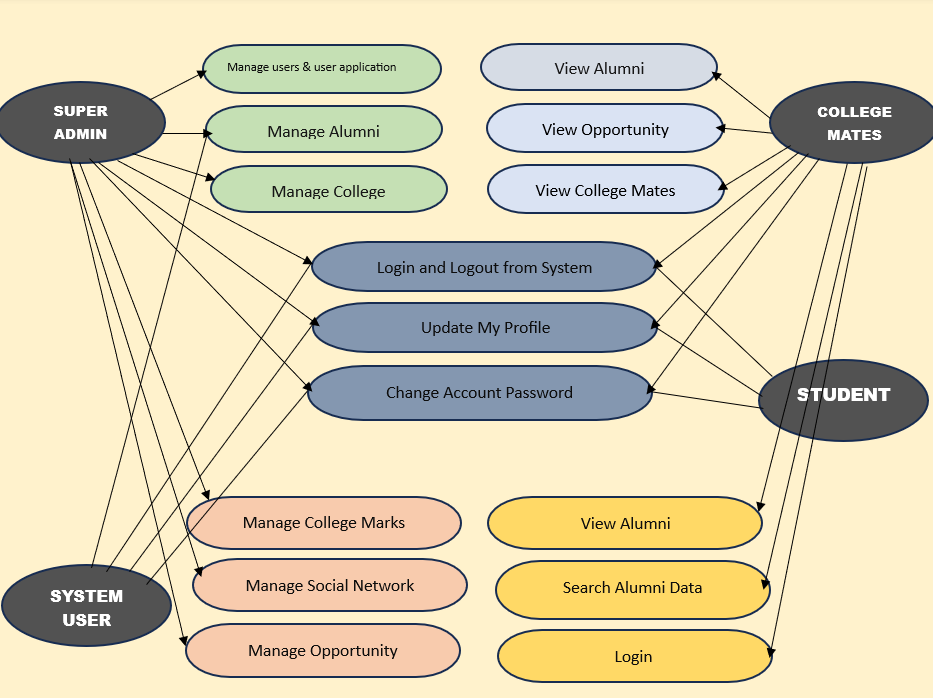 Manage users & user application
View Alumni
SUPER
ADMIN
COLLEGE
MATES
Manage Alumni
View Opportunity
Manage College
View College Mates
Login and Logout from System
Update My Profile
Change Account Password
STUDENT
Manage College Marks
View Alumni
Manage Social Network
Search Alumni Data
SYSTEM
USER
Manage Opportunity
Login